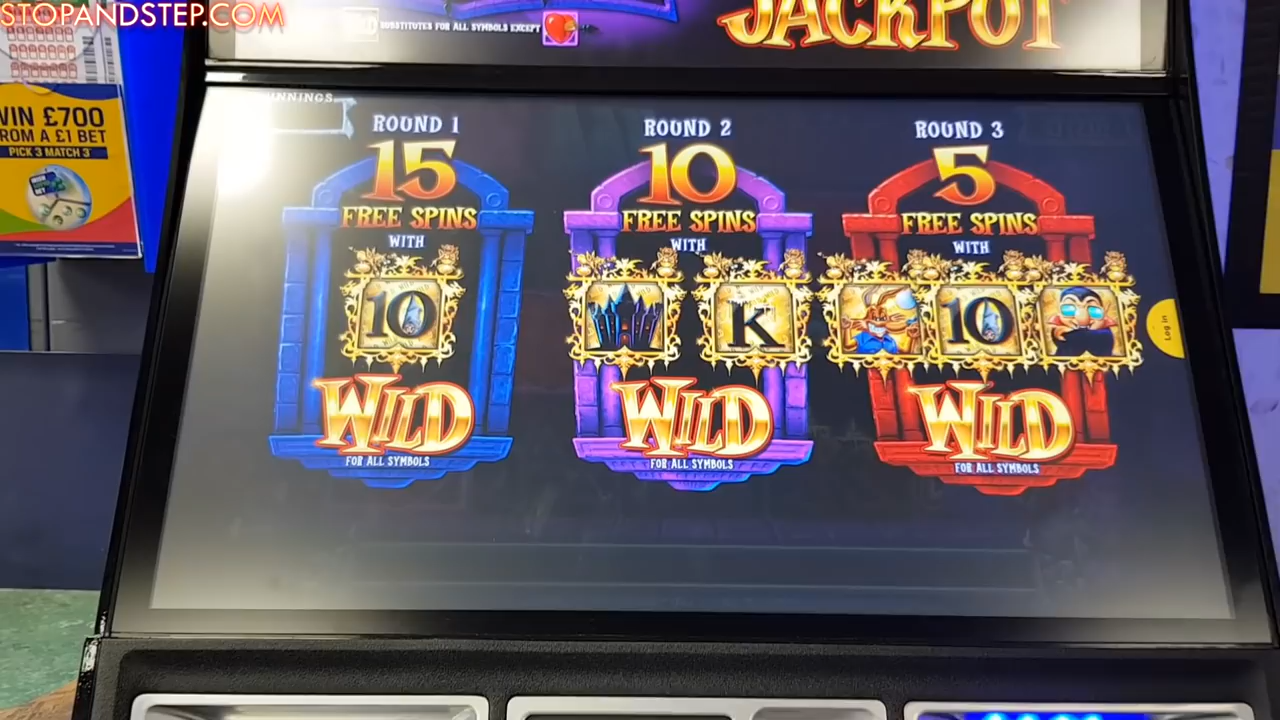 STOPANDSTEP.COM
SUBSTITUTES FOR ALL SYMBOLS EXCEPT
JACKPOT
WIN £700
FROM A £1 BET
PICK 3 MATCH 3
WINNINGS
ROUND 1
15
FREE SPINS
WITH
10
WILD
FOR ALL SYMBOLS
ROUND 2
10
FREE SPINS
WITH
K
WILD
FOR ALL SYMBOLS
ROUND 3
5
FREE SPINS
WITH
10
WILD
FOR ALL SYMBOLS
Log in